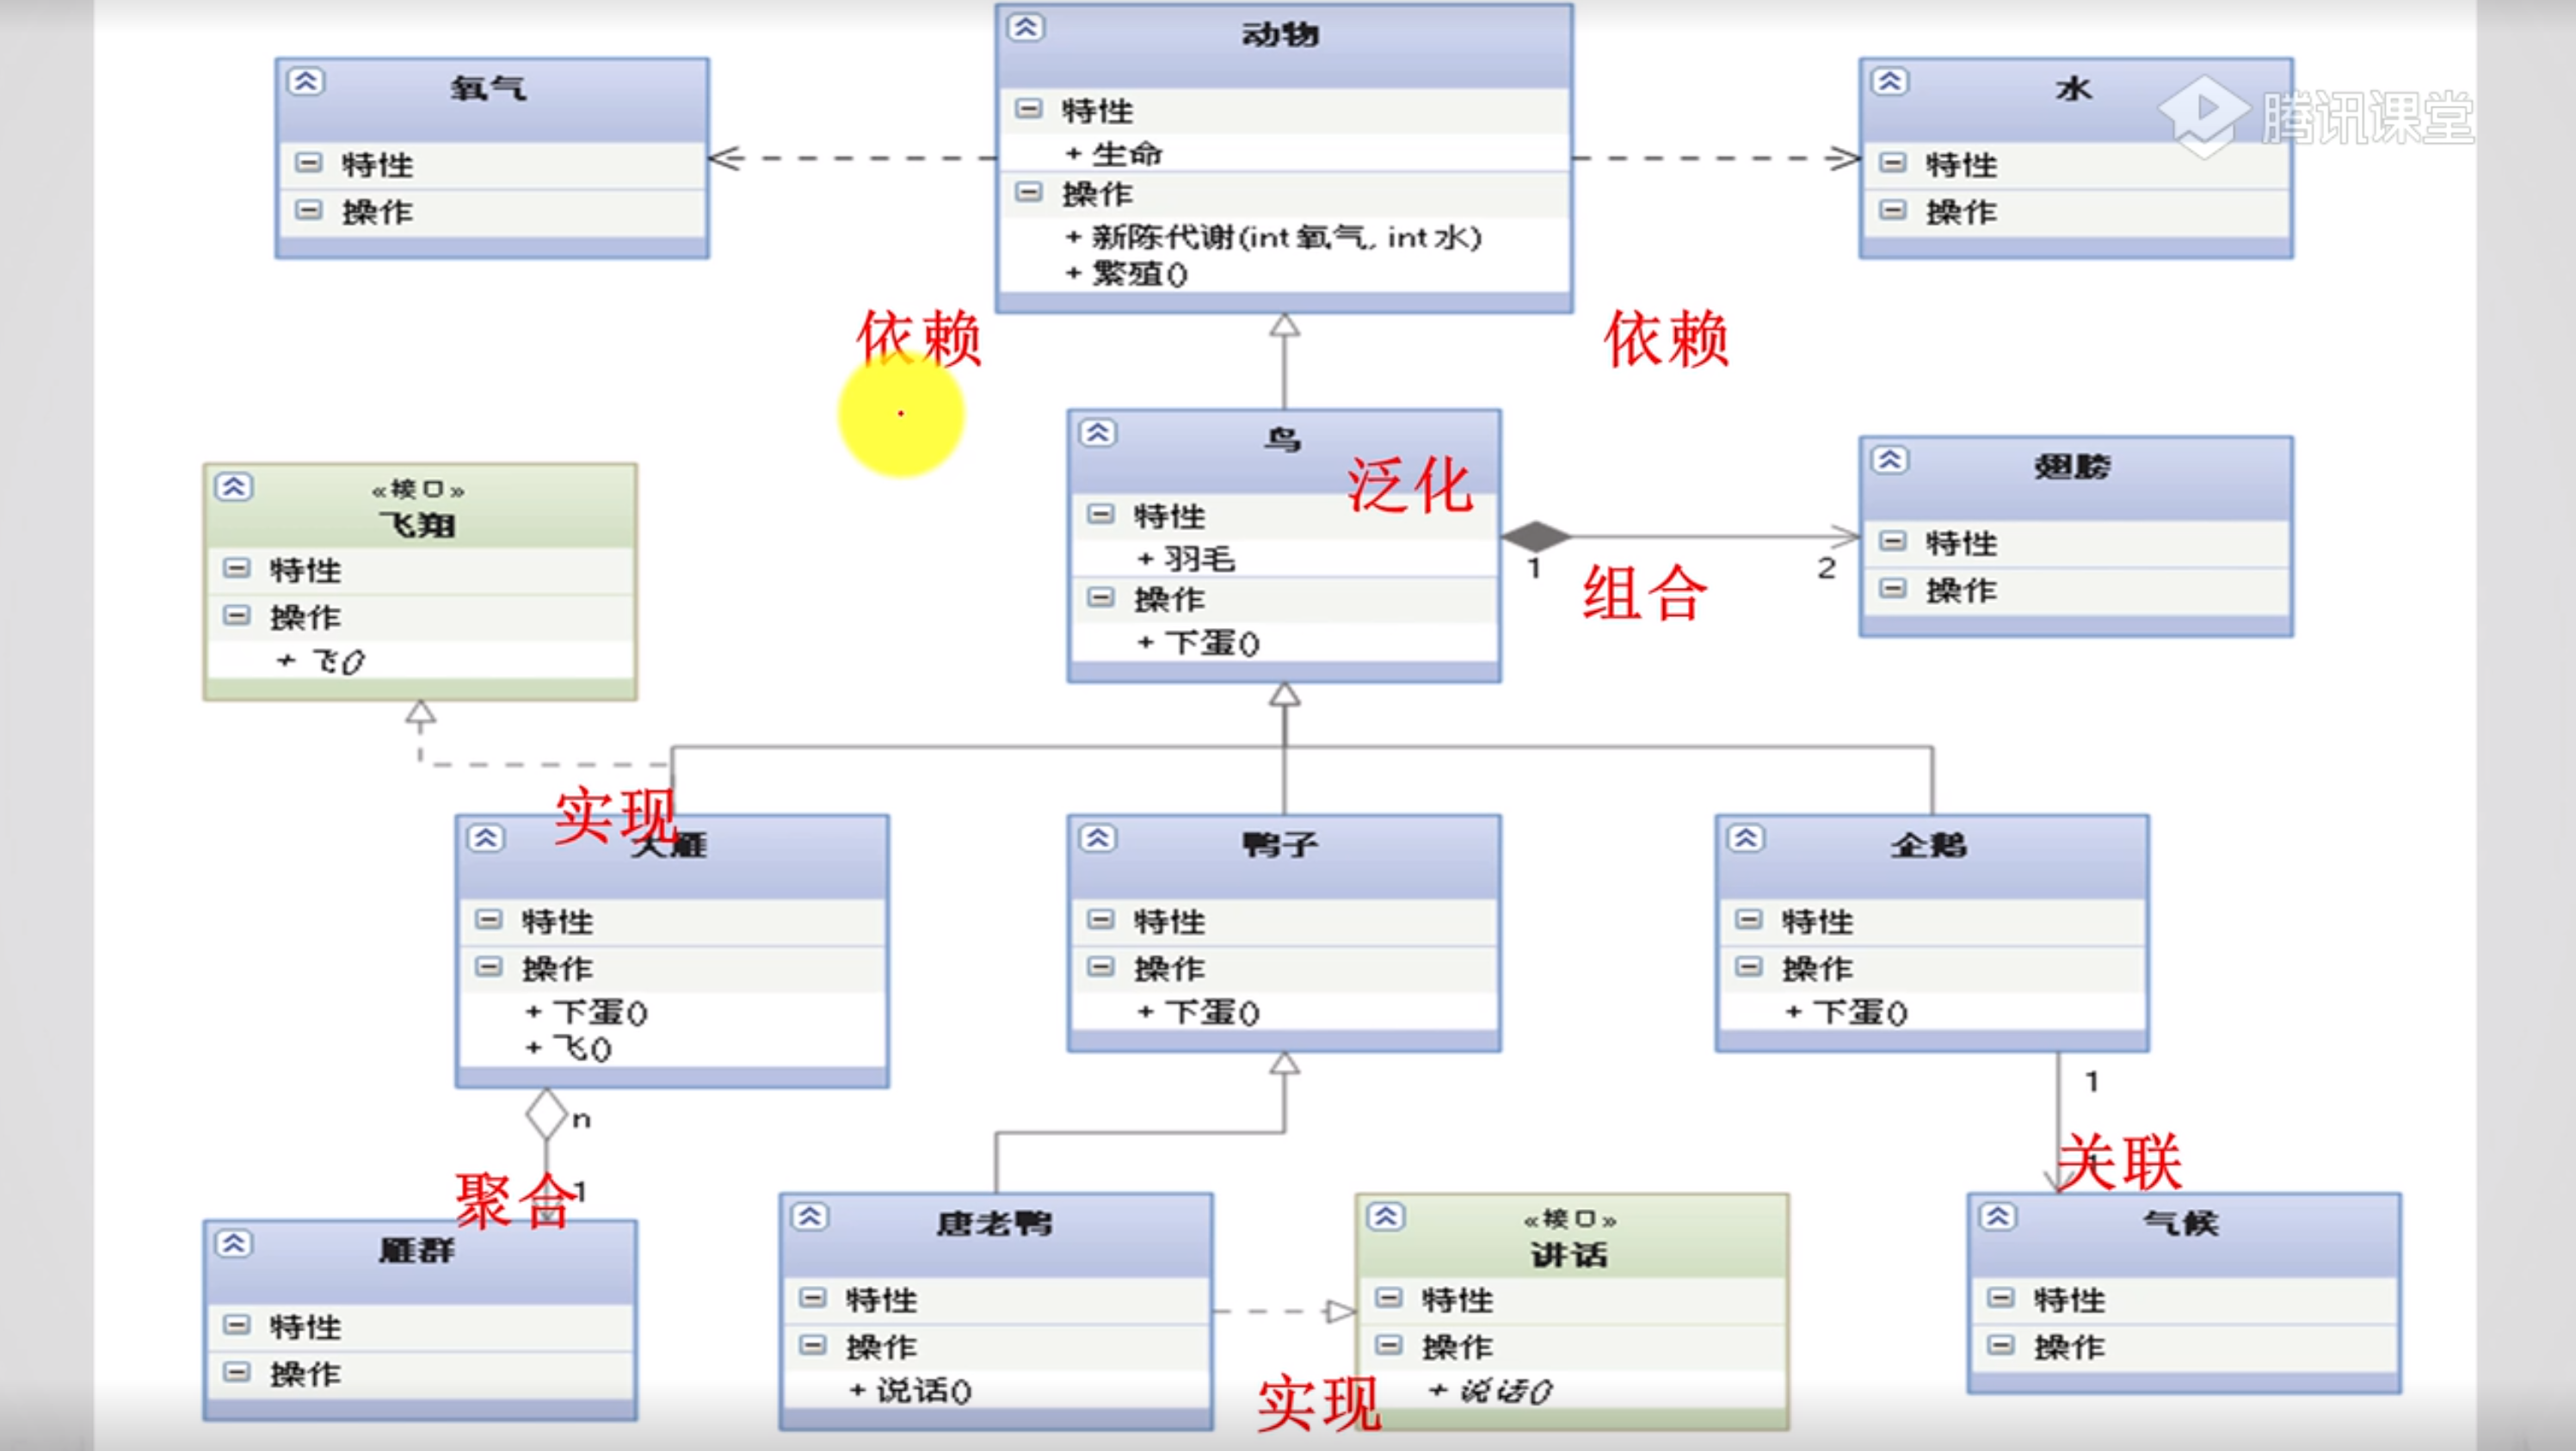 动物
特性
+ 生命
操作
+ 新陈代谢(int 氧气, int 水)
+ 繁殖()
氧气
特性
操作
水
特性
操作
腾讯课堂
依赖
依赖
«接口»
飞翔
特性
操作
+ 飞()
鸟
泛化
特性
+ 羽毛
操作
+ 下蛋()
1
2
组合
翅膀
特性
操作
实现
大雁
特性
操作
+ 下蛋()
+ 飞()
鸭子
特性
操作
+ 下蛋()
企鹅
特性
操作
+ 下蛋()
n
1
聚合
1
关联
雁群
特性
操作
唐老鸭
特性
操作
+ 说话()
实现
«接口»
讲话
特性
操作
+ 说话()
气候
特性
操作